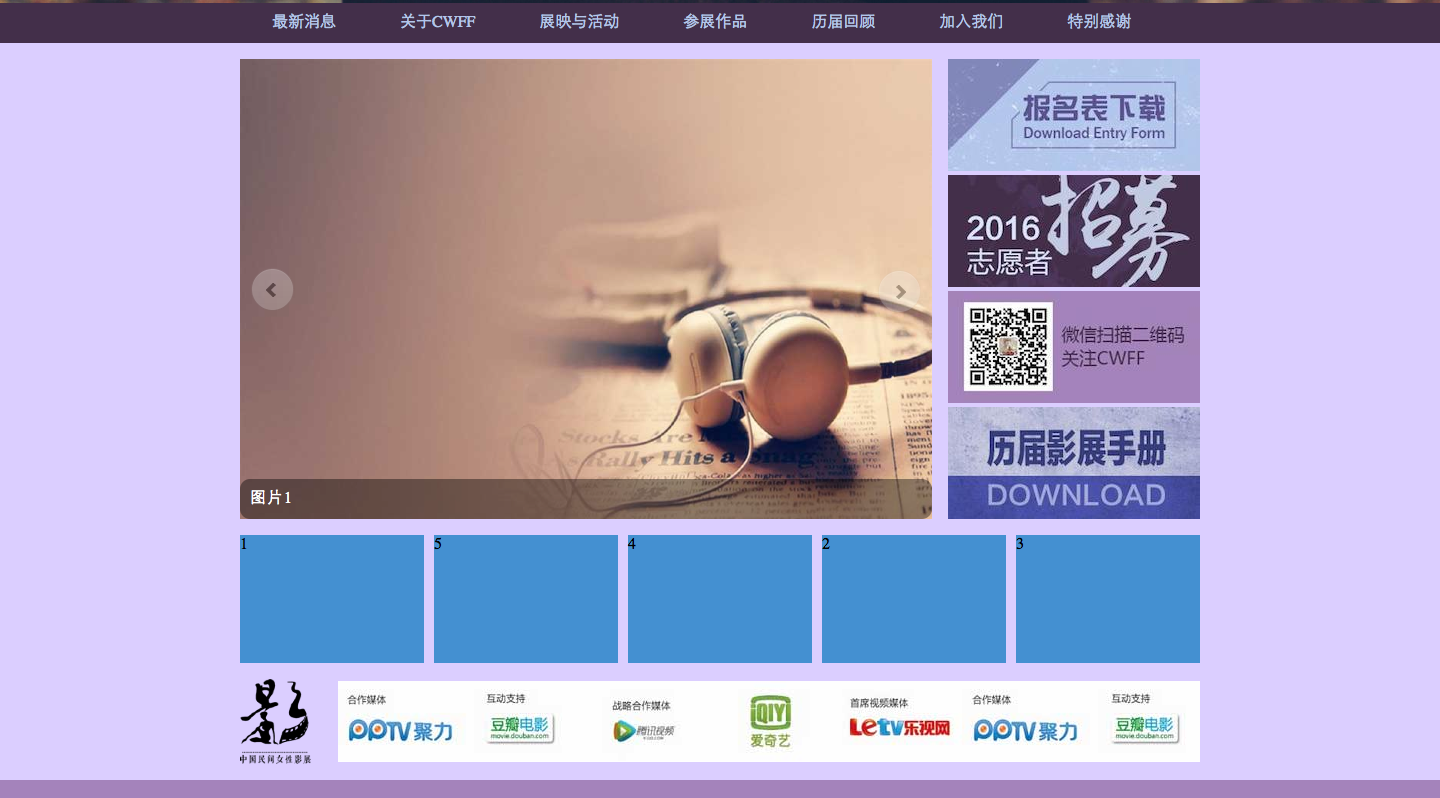 最新消息
关于CWFF
展映与活动
参展作品
历届回顾
加入我们
特别感谢
报名表下载
Download Entry Form
2016招募
志愿者
微信扫描二维码
关注CWFF
历届影展手册
DOWNLOAD
Stocks Are
Rally Hits a Snag
图片1
1
5
4
2
3
影
中国民间女性影展
合作媒体
PPTV聚力
互动支持
豆瓣电影
movie.douban.com
战略合作媒体
腾讯视频
iQIYI
爱奇艺
首席视频媒体
Letv乐视网
合作媒体
PPTV聚力
互动支持
豆瓣电影
movie.douban.com